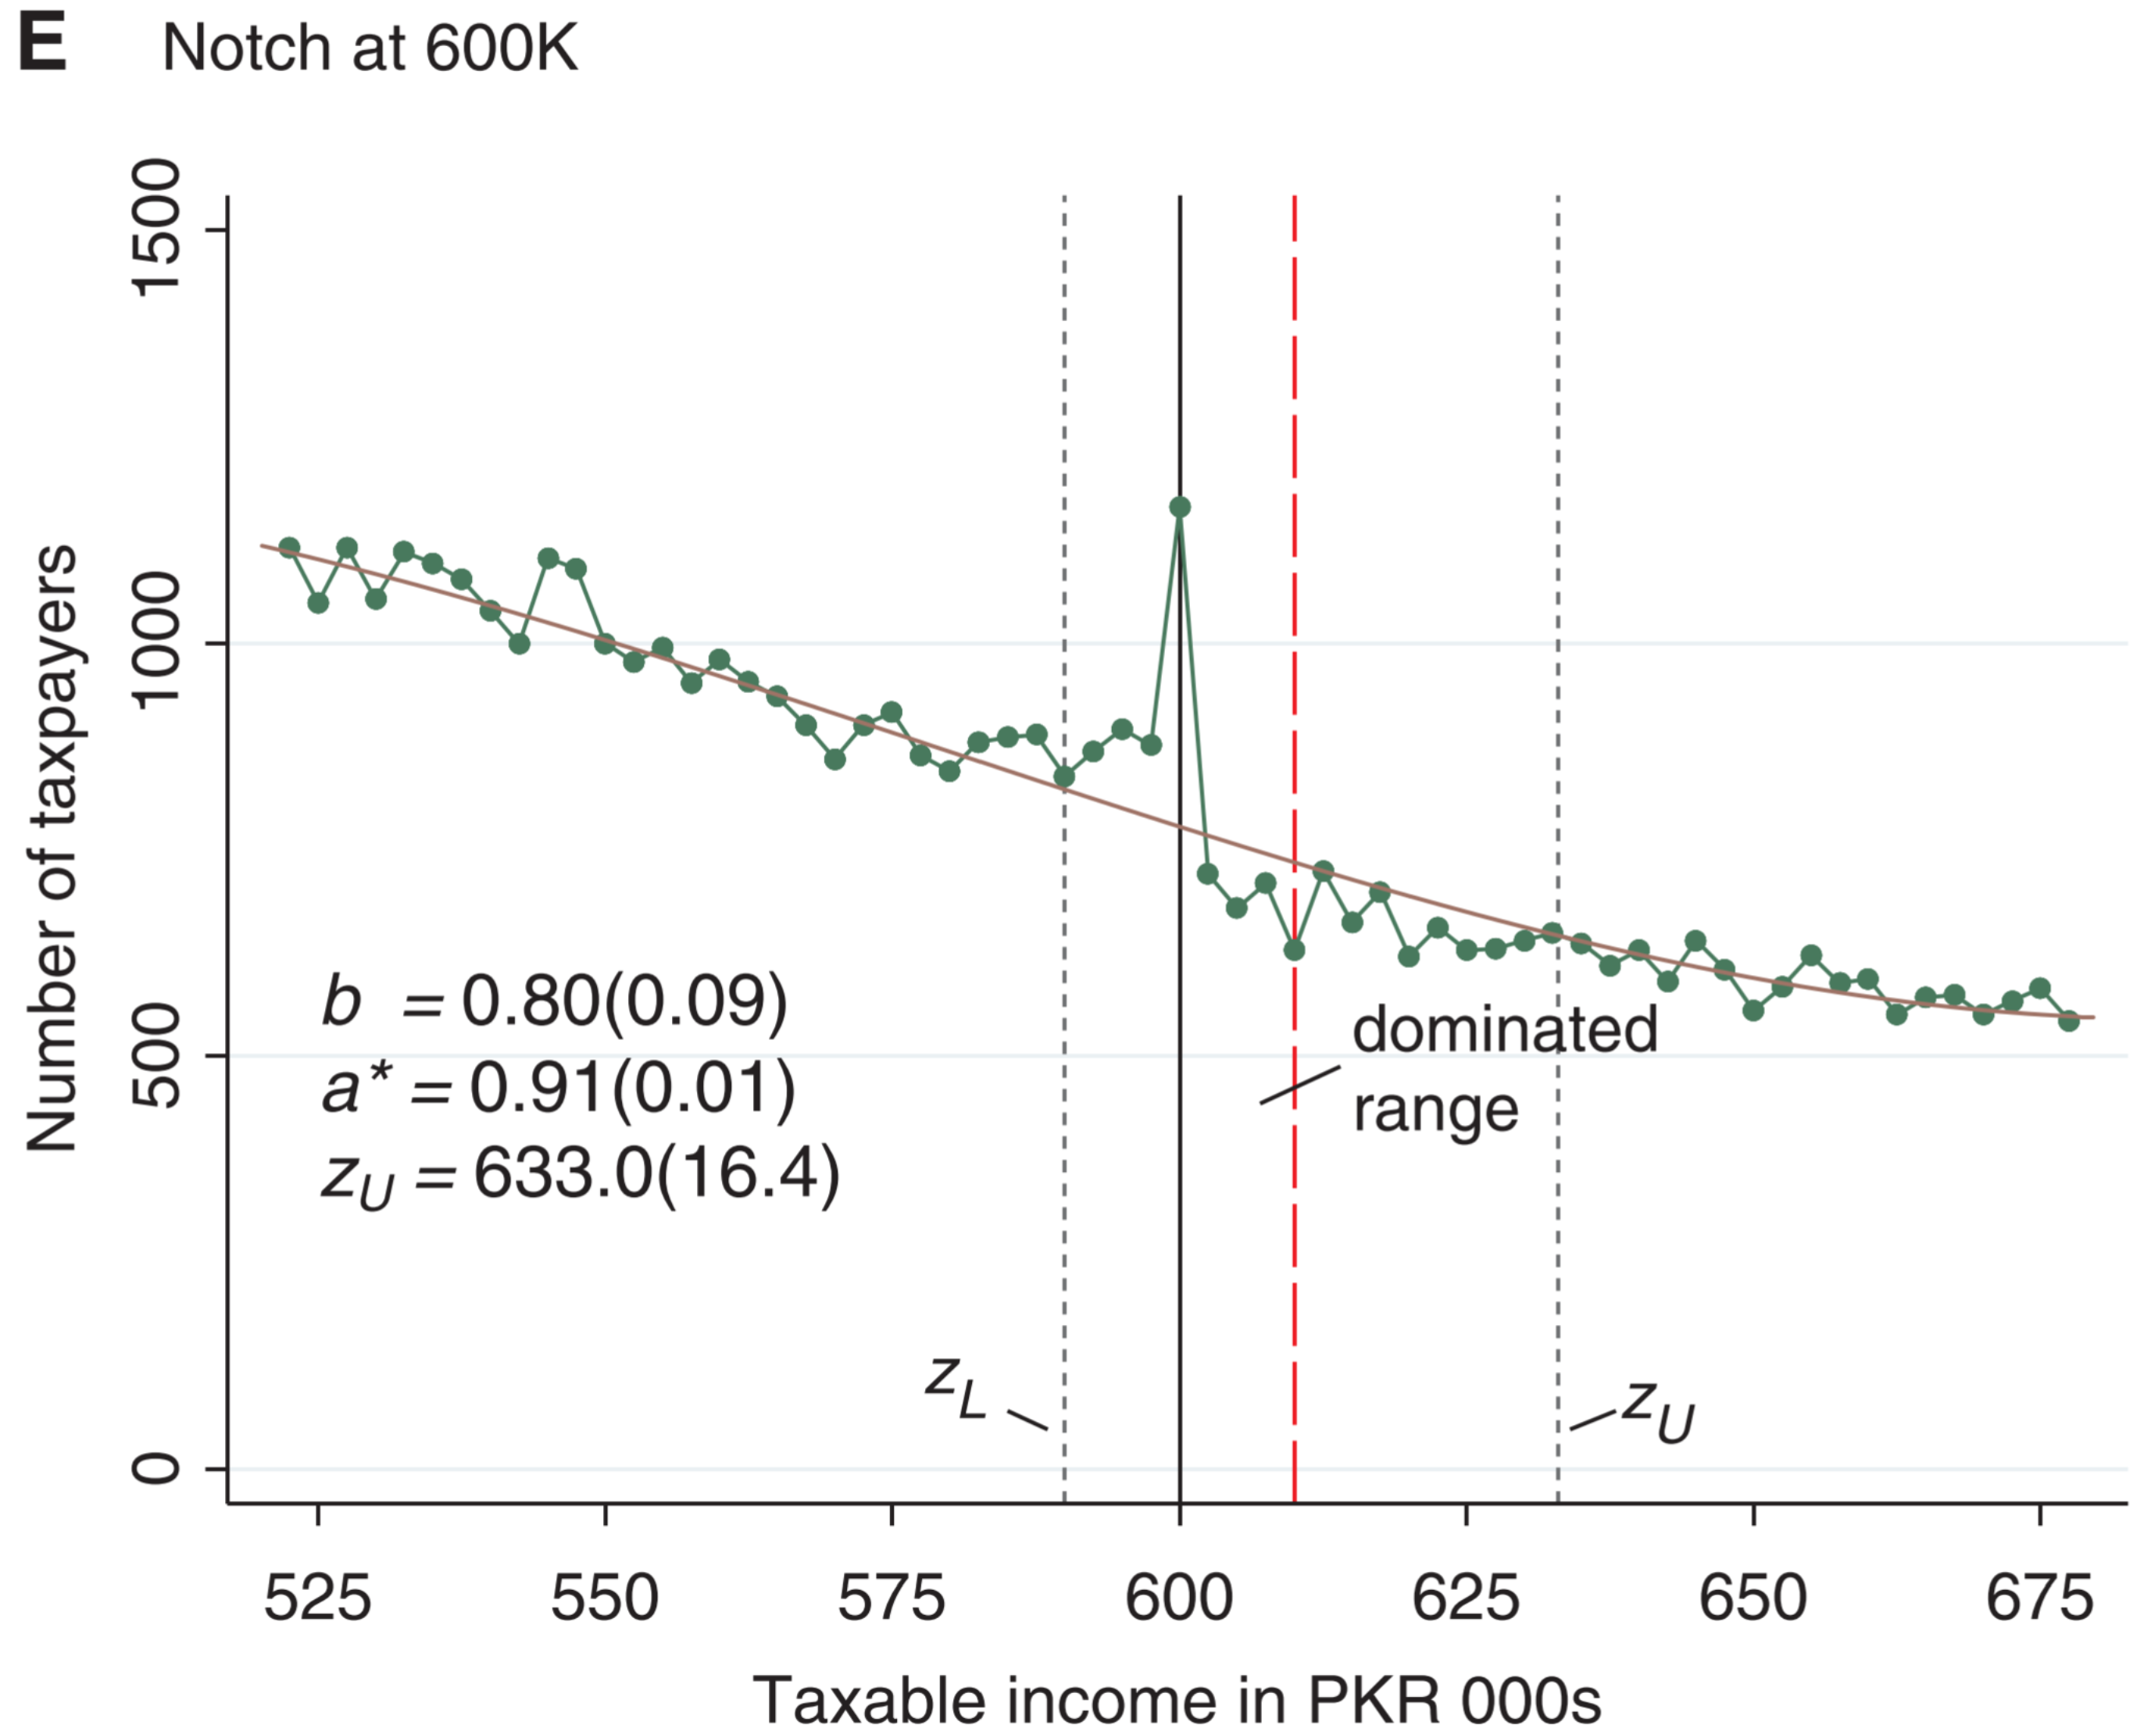 E Notch at 600K
1500
1000
500
0
Number of taxpayers
b = 0.80(0.09)
a* = 0.91(0.01)
zU = 633.0(16.4)
dominated
range
zL
zU
525 550 575 600 625 650 675
Taxable income in PKR 000s